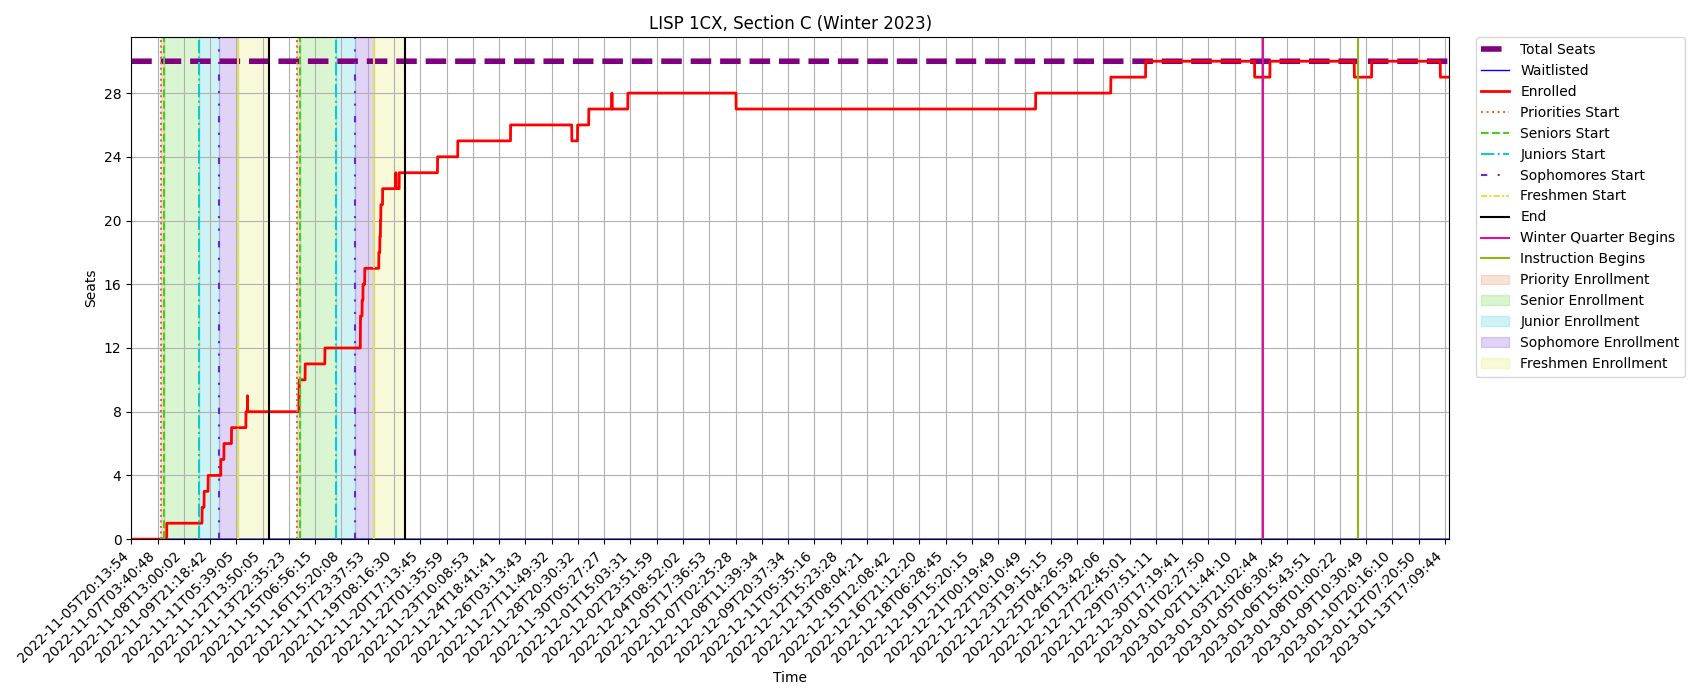 LISP 1CX, Section C (Winter 2023)
Total Seats
Waitlisted
Enrolled
Priorities Start
Seniors Start
Juniors Start
Sophomores Start
Freshmen Start
End
Winter Quarter Begins
Instruction Begins
Priority Enrollment
Senior Enrollment
Junior Enrollment
Sophomore Enrollment
Freshmen Enrollment
Seats
28
24
20
16
12
8
4
0
2022-11-05T20:13:54
2022-11-07T03:40:48
2022-11-08T13:00:02
2022-11-09T21:18:42
2022-11-11T05:39:05
2022-11-12T13:50:05
2022-11-13T22:35:23
2022-11-15T06:56:15
2022-11-16T15:20:08
2022-11-17T23:37:53
2022-11-19T08:16:30
2022-11-20T17:13:45
2022-11-22T01:35:59
2022-11-23T10:08:53
2022-11-24T18:41:41
2022-11-26T03:13:43
2022-11-27T11:49:32
2022-11-28T20:30:32
2022-11-30T05:27:27
2022-12-01T15:03:31
2022-12-02T23:51:59
2022-12-04T08:52:02
2022-12-05T17:36:53
2022-12-07T02:25:28
2022-12-08T11:39:34
2022-12-09T20:37:34
2022-12-11T05:35:16
2022-12-12T15:23:28
2022-12-13T08:04:21
2022-12-15T12:08:42
2022-12-16T21:12:20
2022-12-18T06:28:45
2022-12-19T15:20:15
2022-12-21T00:19:49
2022-12-22T10:10:49
2022-12-23T19:15:15
2022-12-25T04:26:59
2022-12-26T13:42:06
2022-12-27T22:45:01
2022-12-29T07:51:11
2022-12-30T17:19:41
2023-01-01T02:27:50
2023-01-02T11:44:10
2023-01-03T21:02:44
2023-01-05T06:30:45
2023-01-06T15:43:51
2023-01-08T01:00:22
2023-01-09T10:30:49
2023-01-10T20:16:10
2023-01-12T07:20:50
2023-01-13T17:09:44
Time